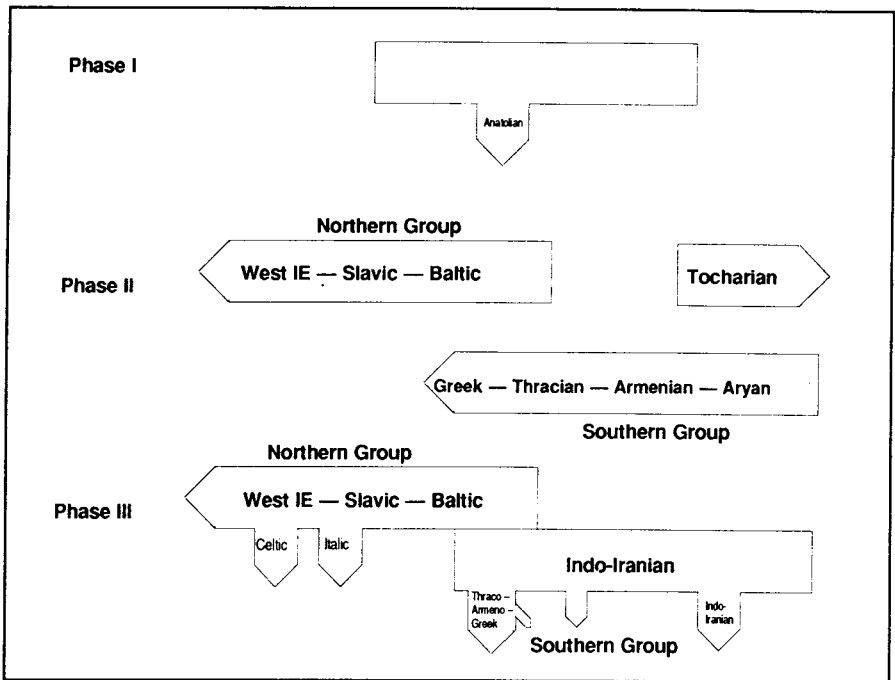 Phase I
Anatolian
Northern Group
West IE — Slavic — Baltic
Tocharian
Phase II
Greek — Thracian — Armenian — Aryan
Southern Group
Northern Group
West IE — Slavic — Baltic
Phase III
Celtic
Italic
Indo-Iranian
Thraco –
Armeno –
Greek
Indo-
Iranian
Southern Group